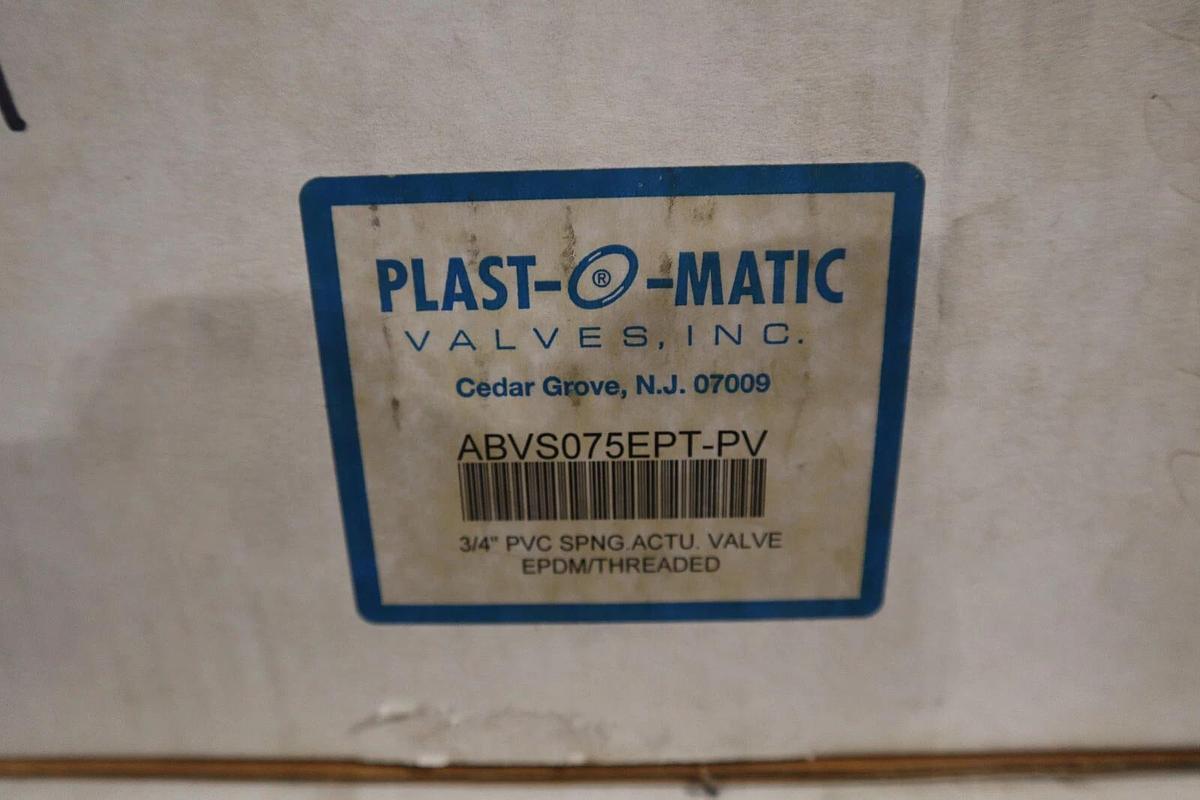 PLAST-O-MATIC
VALVES, INC.
Cedar Grove, N.J. 07009
ABVS075EPT-PV
3/4" PVC SPNG.ACTU. VALVE
EPDM/THREADED